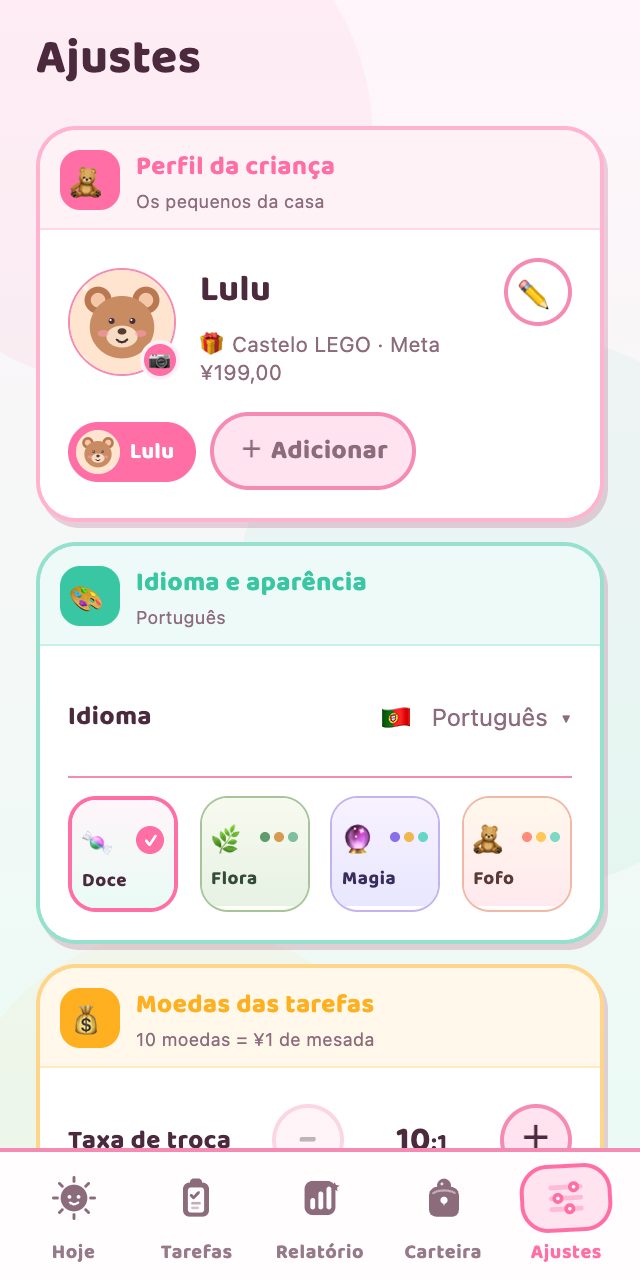 Ajustes
Perfil da criança
Os pequenos da casa
Lulu
🎁 Castelo LEGO · Meta
¥199,00
Lulu
+ Adicionar
Idioma e aparência
Português
Idioma
Português ▾
Doce
Flora
Magia
Fofo
Moedas das tarefas
10 moedas = ¥1 de mesada
Taxa de troca − 10:1 +
Hoje
Tarefas
Relatório
Carteira
Ajustes